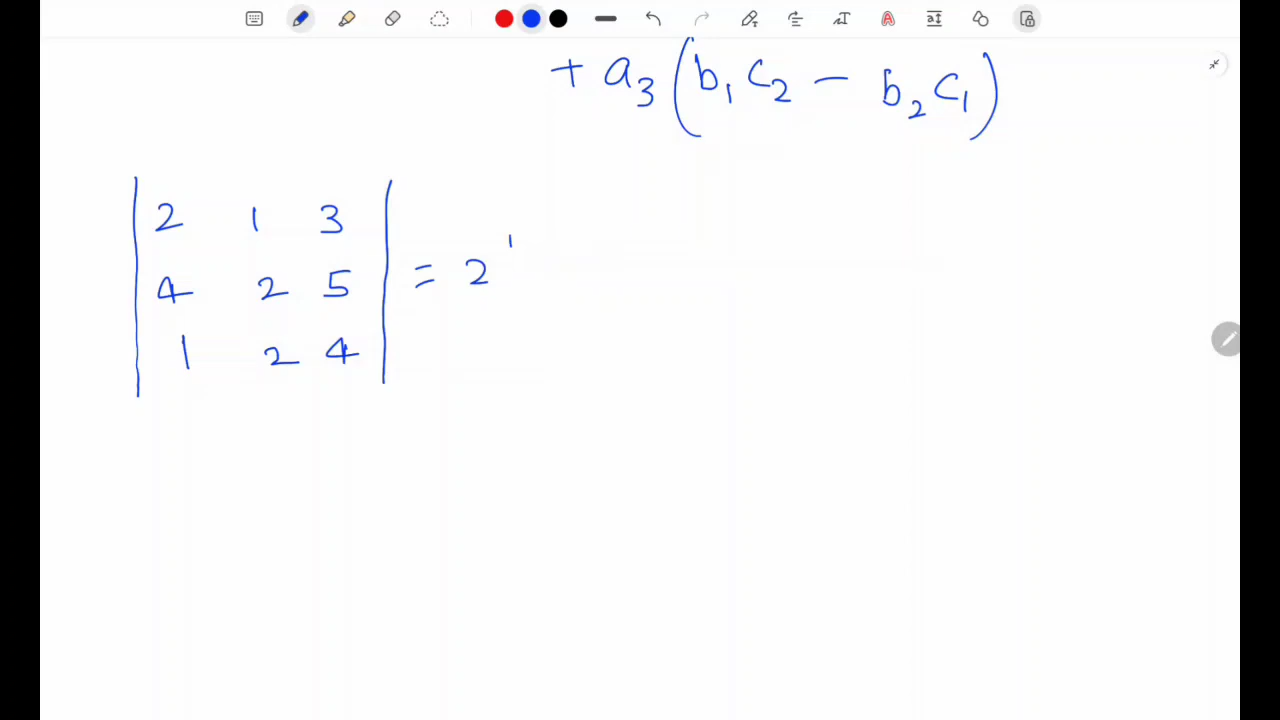 + a₃(b₁c₂ − b₂c₁)
| 2 1 3 |
| 4 2 5 | = 2
| 1 2 4 |